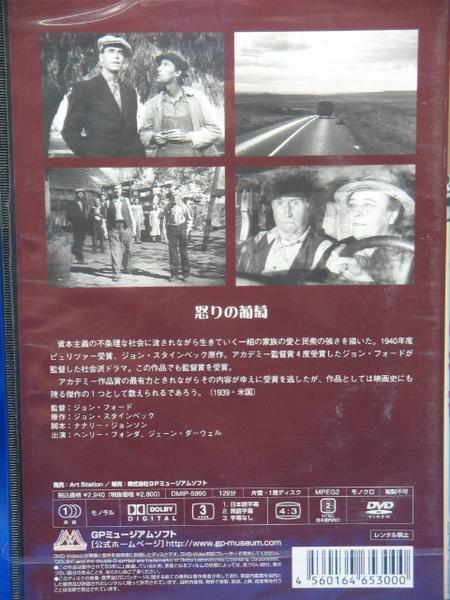 怒りの葡萄
資本主義の不条理な社会に流されながら生きていく一組の家族の愛と民衆の強さを描いた。1940年度
ピュリツァー受賞、ジョン・スタインベック原作。アカデミー監督賞4度受賞したジョン・フォードが
監督した社会派ドラマ。この作品でも監督賞を受賞。
アカデミー作品賞の最有力とされながらその内容がゆえに受賞を逃したが、作品としては映画史にも
残る傑作の1つとして数えられるであろう。（1939・米国）
監督：ジョン・フォード
原作：ジョン・スタインベック
脚本：ナナリー・ジョンソン
出演：ヘンリー・フォンダ、ジェーン・ダーウェル
発売：Art Station / 販売：株式会社GPミュージアムソフト
税込価格 ¥2,940（税抜価格 ¥2,800） DMIP-5990 129分 片面・1層ディスク MPEG2 モノクロ 複製不可
1) 英語 モノラル DOLBY DIGITAL 3 1. 日本語字幕 2. 英語字幕 3. 字幕なし 4:3 2 NTSC 日本国内向け DVD VIDEO
GPミュージアムソフト
[公式ホームページ] http://www.gp-museum.com
4 560164 653000